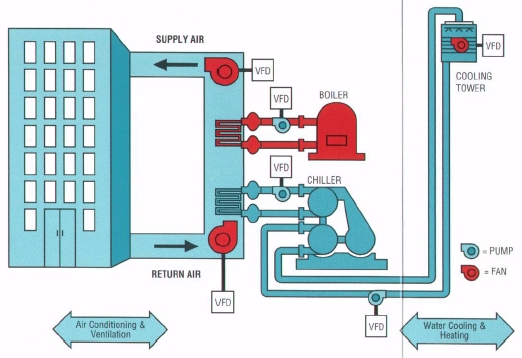 SUPPLY AIR
VFD
VFD
BOILER
VFD
COOLING
TOWER
VFD
CHILLER
RETURN AIR
VFD
VFD
= PUMP
= FAN
Air Conditioning &
Ventilation
Water Cooling &
Heating